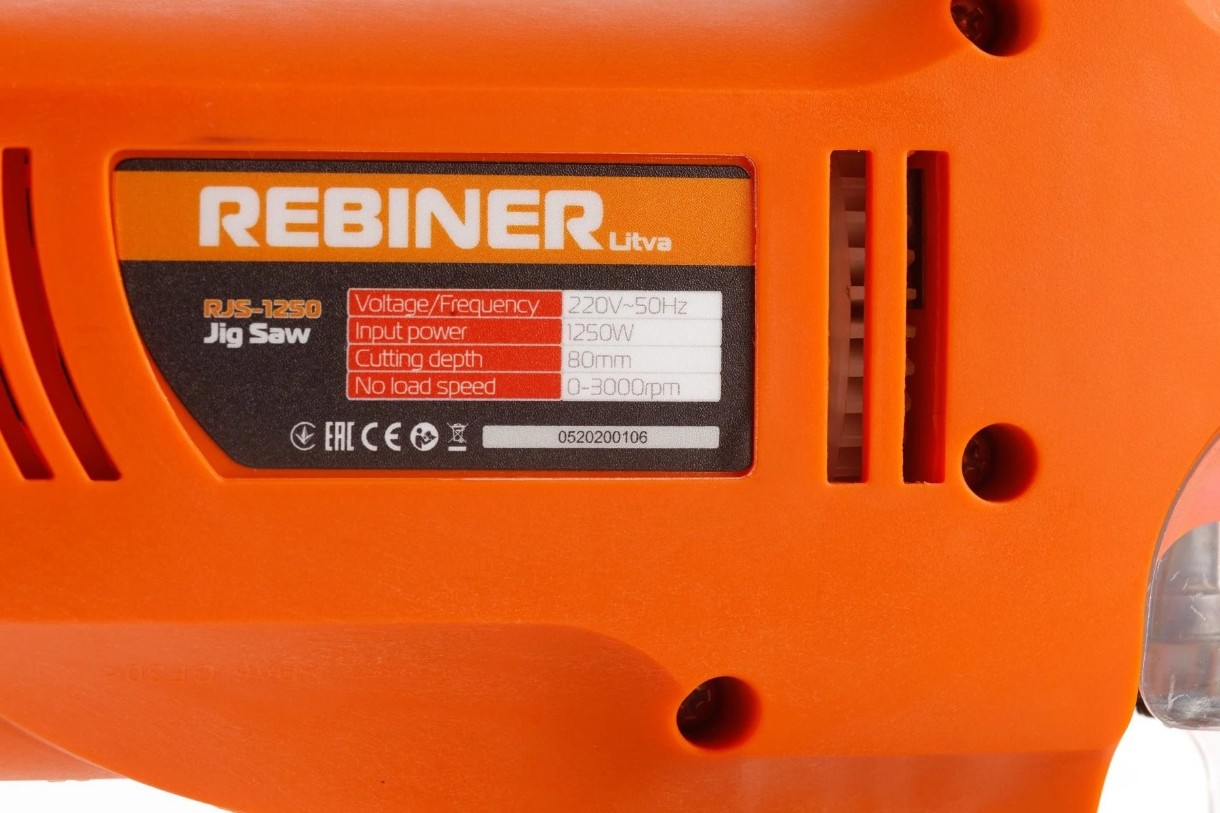 REBINER Litva
RJS-1250
Jig Saw
Voltage/Frequency 220V~50Hz
Input power 1250W
Cutting depth 80mm
No load speed 0-3000rpm
EAC CE 0520200106